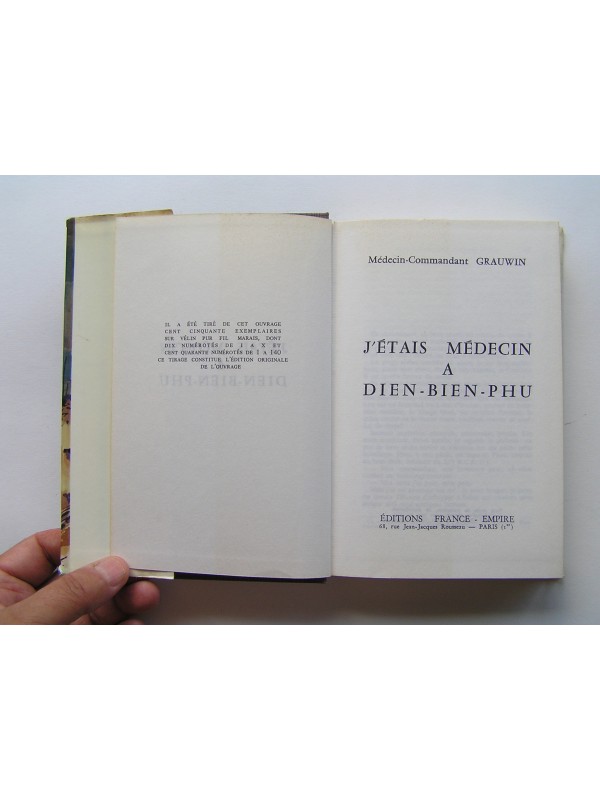 IL A ÉTÉ TIRÉ DE CET OUVRAGE
CENT CINQUANTE EXEMPLAIRES
SUR VÉLIN PUR FIL MARAIS, DONT
DIX NUMÉROTÉS DE I A X ET
CENT QUARANTE NUMÉROTÉS DE 1 A 140
CE TIRAGE CONSTITUE L'ÉDITION ORIGINALE
DE L'OUVRAGE
Médecin-Commandant GRAUWIN
J'ÉTAIS MÉDECIN
A
DIEN-BIEN-PHU
ÉDITIONS FRANCE - EMPIRE
68, rue Jean-Jacques Rousseau — PARIS (1er)